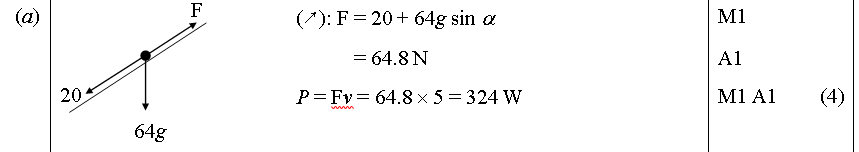 (a) F (↗): F = 20 + 64g sin α M1
= 64.8 N A1
20 P = Fv = 64.8 × 5 = 324 W M1 A1 (4)
64g